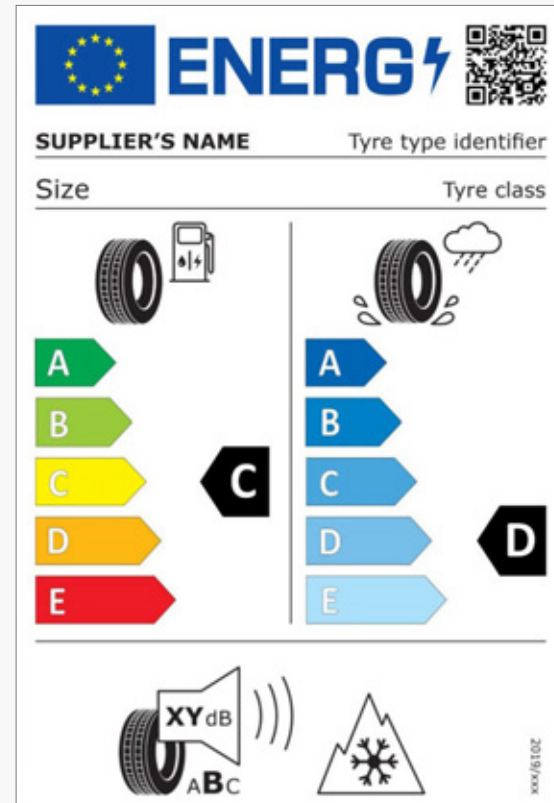 ENERG
SUPPLIER'S NAME Tyre type identifier
Size Tyre class
A A
B B
C C C
D D D
E E
XYdB
ABC
2019/xxx